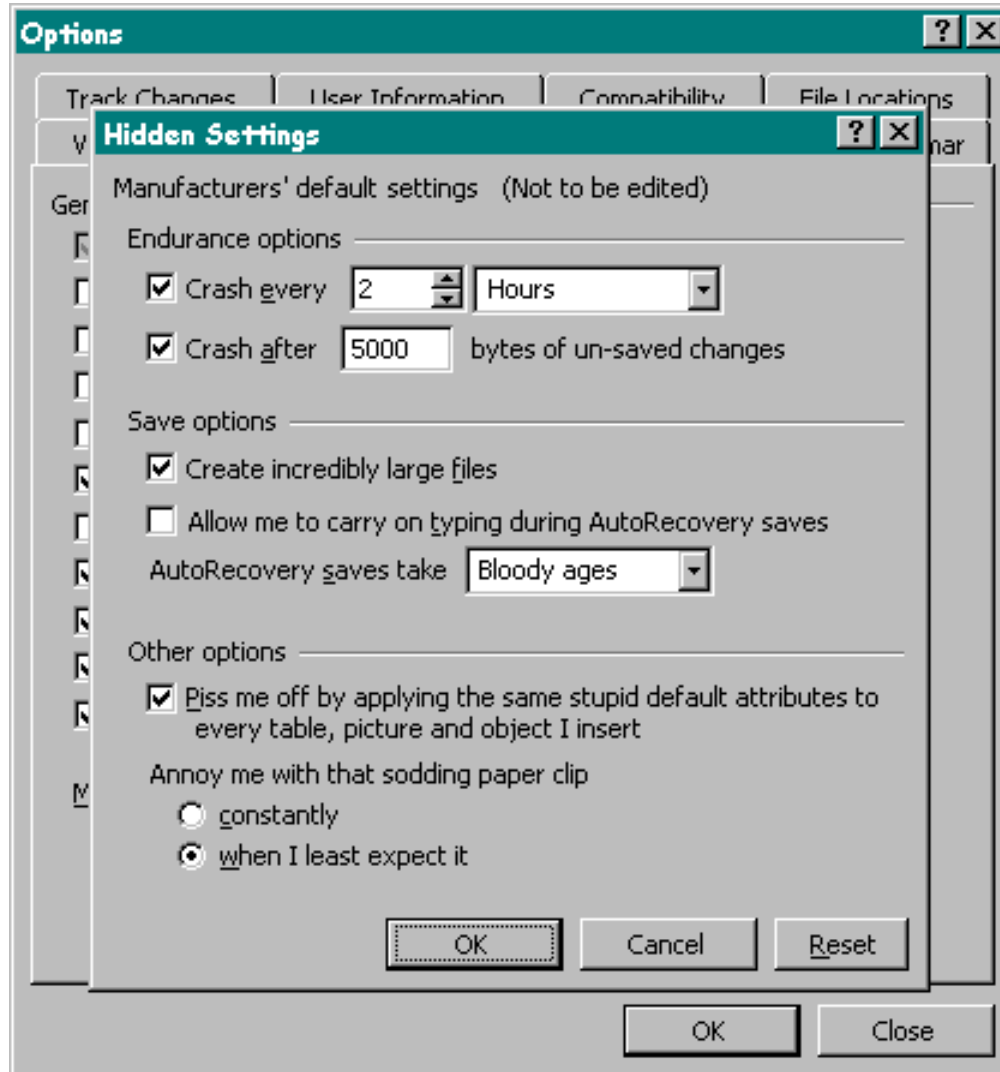 Options
Track Changes User Information Compatibility File Locations
Hidden Settings
Manufacturers' default settings (Not to be edited)
Endurance options
Crash every 2 Hours
Crash after 5000 bytes of un-saved changes
Save options
Create incredibly large files
Allow me to carry on typing during AutoRecovery saves
AutoRecovery saves take Bloody ages
Other options
Piss me off by applying the same stupid default attributes to
every table, picture and object I insert
Annoy me with that sodding paper clip
constantly
when I least expect it
OK Cancel Reset
OK Close